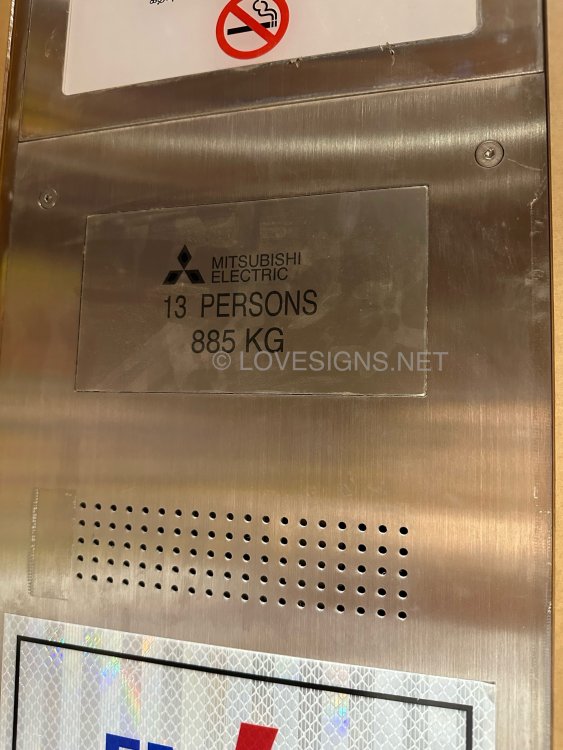 MITSUBISHI
ELECTRIC
13 PERSONS
885 KG
© LOVESIGNS.NET